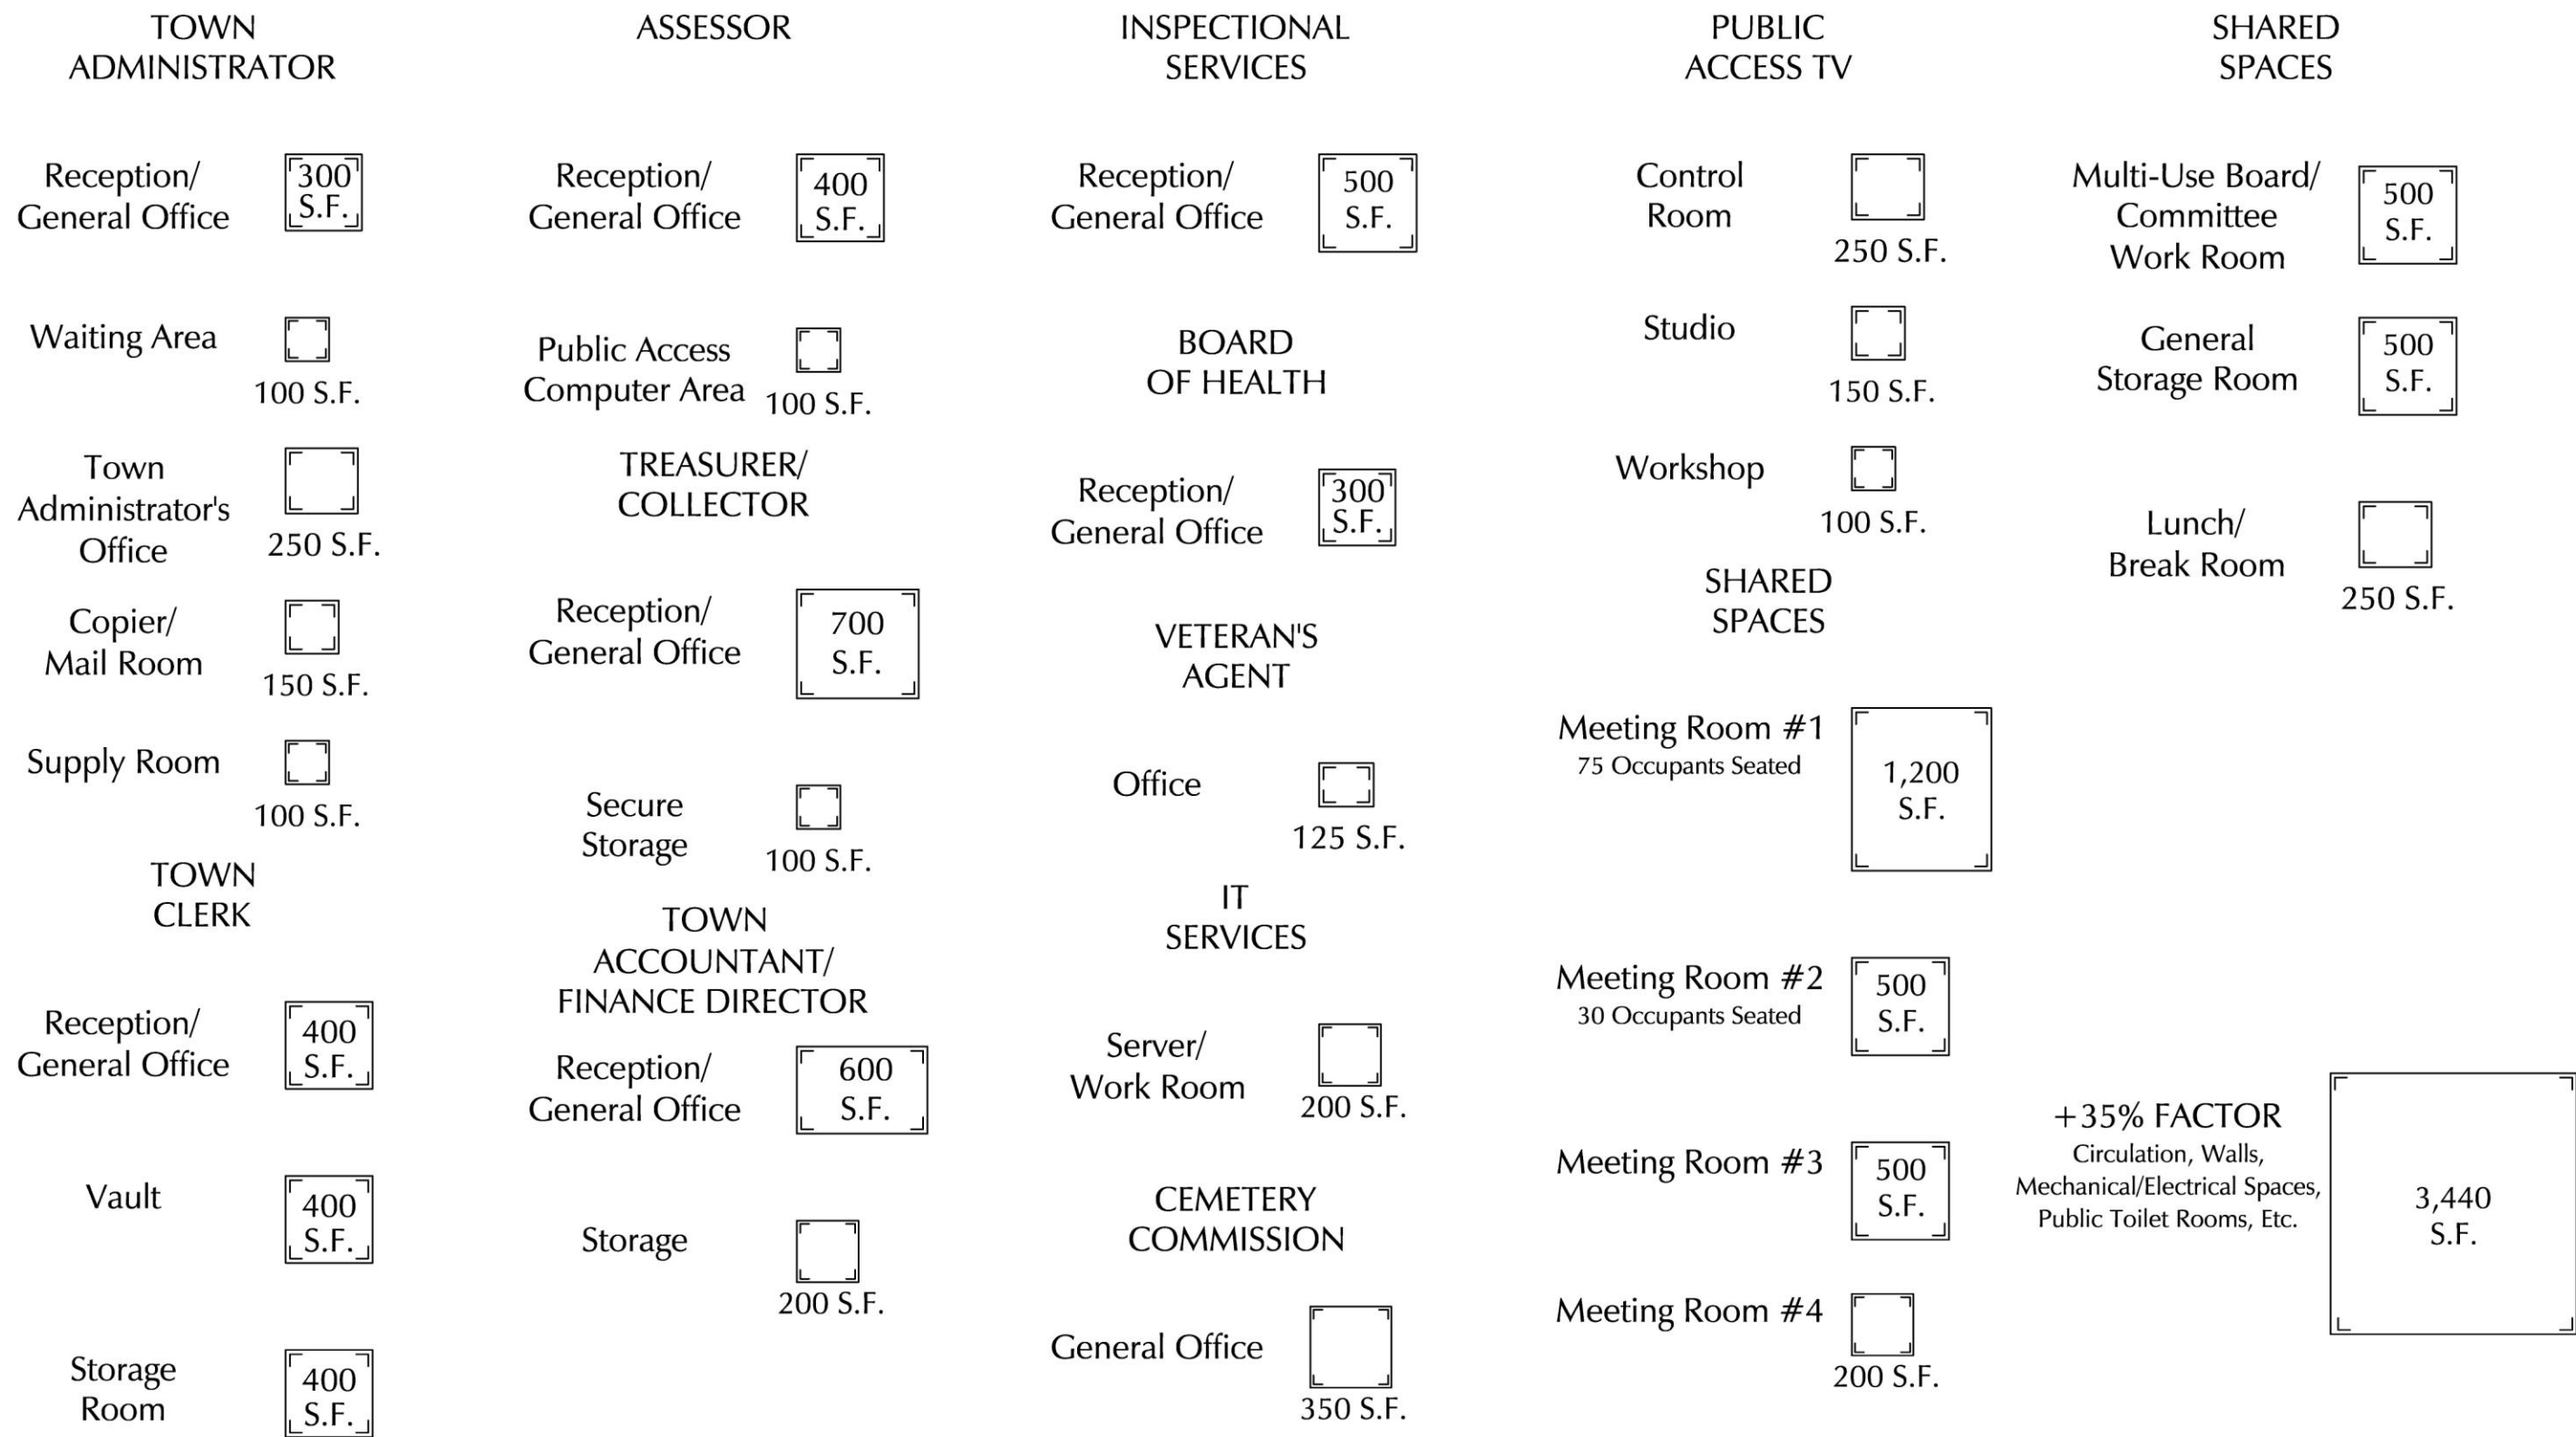 TOWN
ADMINISTRATOR
Reception/
General Office
300
S.F.
Waiting Area
100 S.F.
Town
Administrator's
Office
250 S.F.
Copier/
Mail Room
150 S.F.
Supply Room
100 S.F.
TOWN
CLERK
Reception/
General Office
400
S.F.
Vault
400
S.F.
Storage
Room
400
S.F.
ASSESSOR
Reception/
General Office
400
S.F.
Public Access
Computer Area
100 S.F.
TREASURER/
COLLECTOR
Reception/
General Office
700
S.F.
Secure
Storage
100 S.F.
TOWN
ACCOUNTANT/
FINANCE DIRECTOR
Reception/
General Office
600
S.F.
Storage
200 S.F.
INSPECTIONAL
SERVICES
Reception/
General Office
500
S.F.
BOARD
OF HEALTH
Reception/
General Office
300
S.F.
VETERAN'S
AGENT
Office
125 S.F.
IT
SERVICES
Server/
Work Room
200 S.F.
CEMETERY
COMMISSION
General Office
350 S.F.
PUBLIC
ACCESS TV
Control
Room
250 S.F.
Studio
150 S.F.
Workshop
100 S.F.
SHARED
SPACES
Meeting Room #1
75 Occupants Seated
1,200
S.F.
Meeting Room #2
30 Occupants Seated
500
S.F.
Meeting Room #3
500
S.F.
Meeting Room #4
200 S.F.
SHARED
SPACES
Multi-Use Board/
Committee
Work Room
500
S.F.
General
Storage Room
500
S.F.
Lunch/
Break Room
250 S.F.
+35% FACTOR
Circulation, Walls,
Mechanical/Electrical Spaces,
Public Toilet Rooms, Etc.
3,440
S.F.